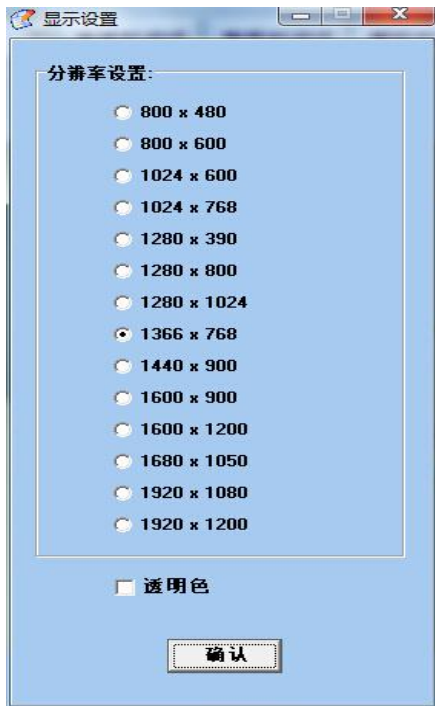 显示设置
分辨率设置:
800 x 480
800 x 600
1024 x 600
1024 x 768
1280 x 390
1280 x 800
1280 x 1024
1366 x 768
1440 x 900
1600 x 900
1600 x 1200
1680 x 1050
1920 x 1080
1920 x 1200
透明色
确认